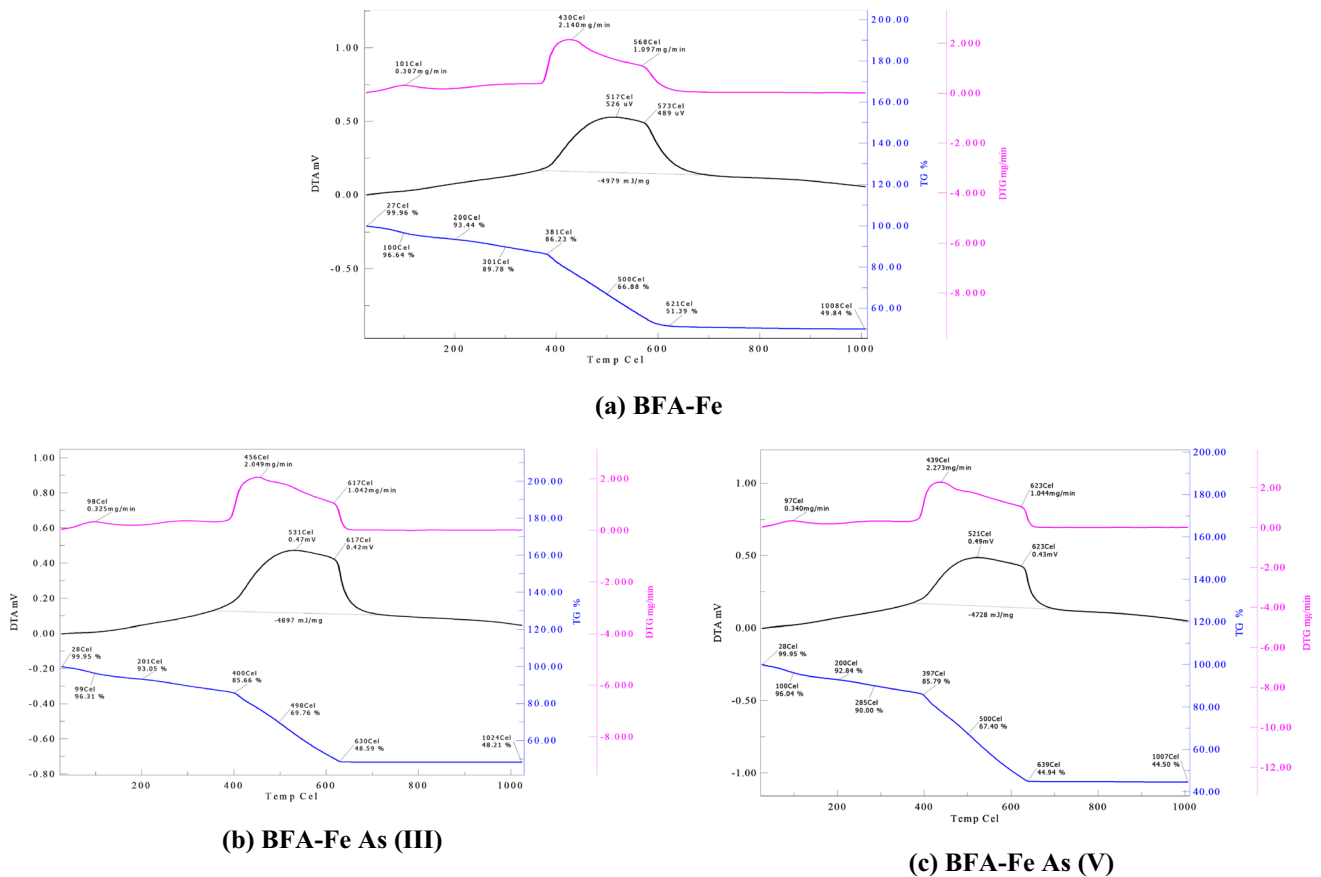 430Cel
2.140mg/min
568Cel
1.097mg/min
101Cel
0.307mg/min
517Cel
526 uV
573Cel
489 uV
-4979 mJ/mg
27Cel
99.96 %
100Cel
96.64 %
200Cel
93.44 %
301Cel
89.78 %
381Cel
86.23 %
500Cel
66.88 %
621Cel
51.39 %
1008Cel
49.84 %
1.00
0.50
0.00
-0.50
DTA mV
200
400
600
800
1000
Temp Cel
200.00
180.00
160.00
140.00
120.00
100.00
80.00
60.00
TG %
2.000
0.000
-2.000
-4.000
-6.000
-8.000
DTG mg/min
(a) BFA-Fe
456Cel
2.049mg/min
617Cel
1.042mg/min
98Cel
0.325mg/min
531Cel
0.47mV
617Cel
0.42mV
-4897 mJ/mg
28Cel
99.95 %
99Cel
96.31 %
201Cel
93.05 %
400Cel
85.66 %
498Cel
69.76 %
630Cel
48.59 %
1024Cel
48.21 %
1.00
0.80
0.60
0.40
0.20
0.00
-0.20
-0.40
-0.60
-0.80
DTA mV
200
400
600
800
1000
Temp Cel
200.00
180.00
160.00
140.00
120.00
100.00
80.00
60.00
TG %
2.000
0.000
-2.000
-4.000
-6.000
-8.000
DTG mg/min
(b) BFA-Fe As (III)
439Cel
2.273mg/min
623Cel
1.044mg/min
97Cel
0.340mg/min
521Cel
0.49mV
623Cel
0.43mV
-4728 mJ/mg
28Cel
99.95 %
100Cel
96.04 %
200Cel
92.84 %
285Cel
90.00 %
397Cel
85.79 %
500Cel
67.40 %
639Cel
44.94 %
1007Cel
44.50 %
1.00
0.50
0.00
-0.50
-1.00
DTA mV
200
400
600
800
1000
Temp Cel
200.00
180.00
160.00
140.00
120.00
100.00
80.00
60.00
40.00
TG %
2.00
0.00
-2.00
-4.00
-6.00
-8.00
-10.00
-12.00
DTG mg/min
(c) BFA-Fe As (V)